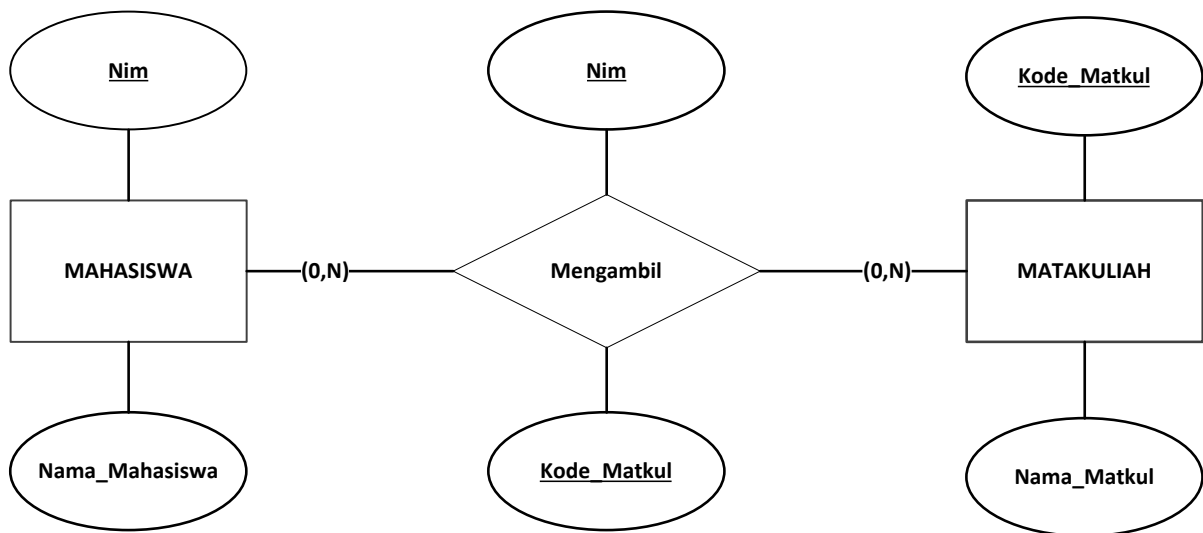 Nim
Nim
Kode_Matkul
MAHASISWA
(0,N)
Mengambil
(0,N)
MATAKULIAH
Nama_Mahasiswa
Kode_Matkul
Nama_Matkul